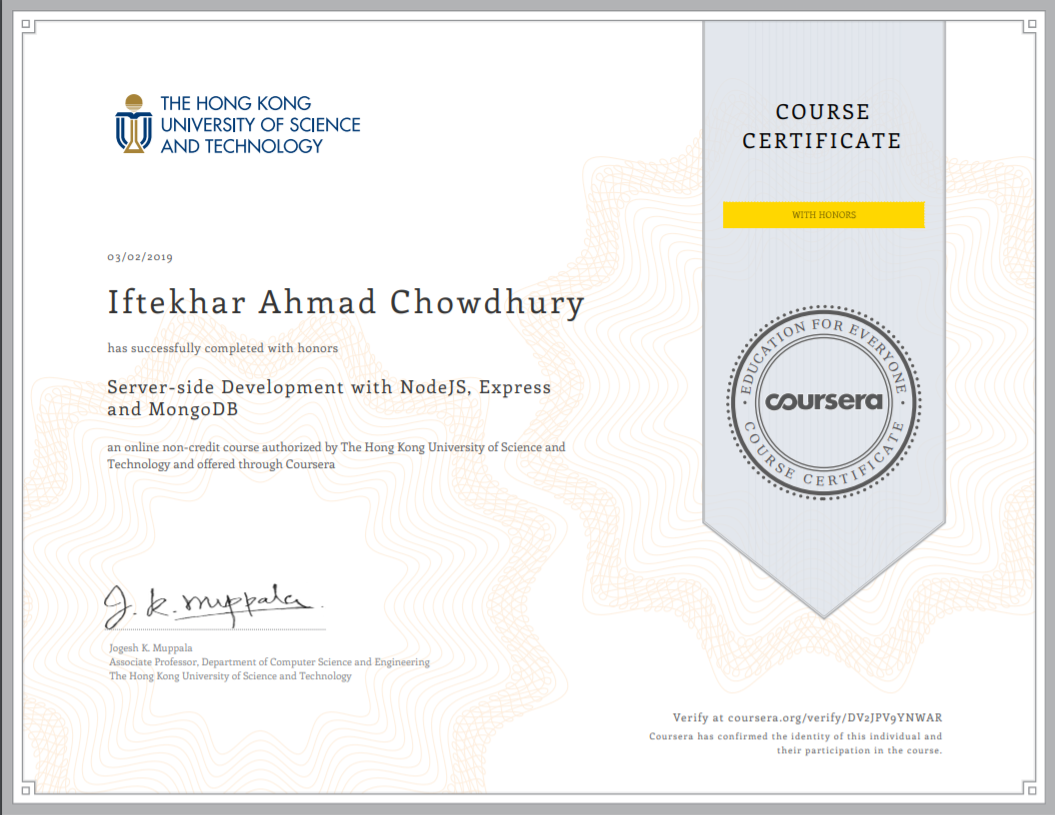 THE HONG KONG
UNIVERSITY OF SCIENCE
AND TECHNOLOGY
COURSE
CERTIFICATE
WITH HONORS
03/02/2019
Iftekhar Ahmad Chowdhury
has successfully completed with honors
Server-side Development with NodeJS, Express
and MongoDB
an online non-credit course authorized by The Hong Kong University of Science and
Technology and offered through Coursera
EDUCATION FOR EVERYONE
coursera
COURSE CERTIFICATE
J. K. Muppala
Jogesh K. Muppala
Associate Professor, Department of Computer Science and Engineering
The Hong Kong University of Science and Technology
Verify at coursera.org/verify/DV2JPV9YNWAR
Coursera has confirmed the identity of this individual and
their participation in the course.